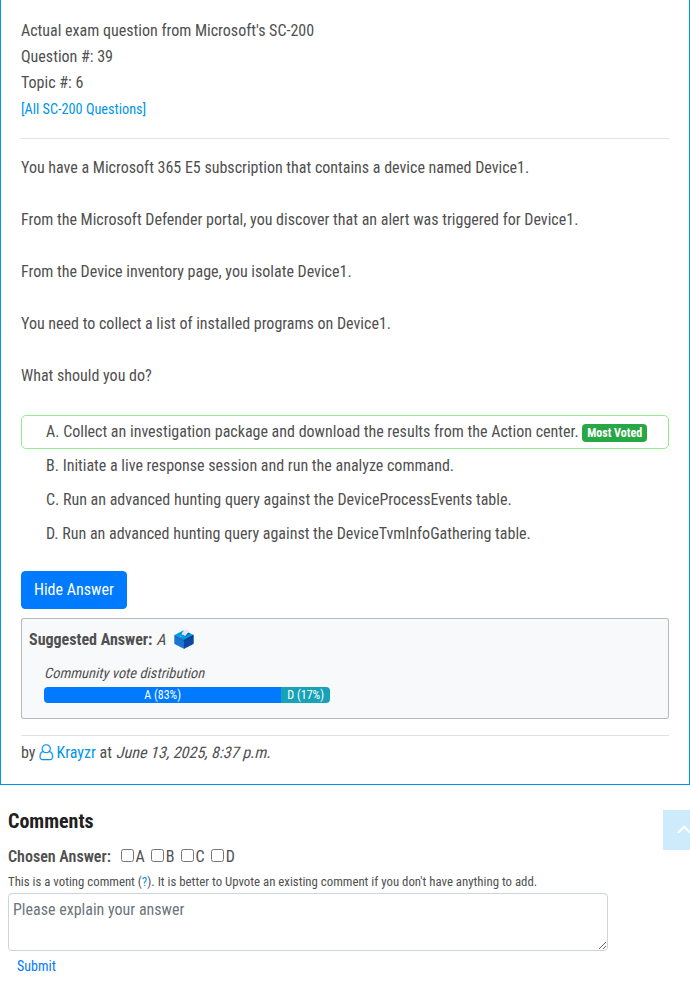 Actual exam question from Microsoft's SC-200
Question #: 39
Topic #: 6
[All SC-200 Questions]
You have a Microsoft 365 E5 subscription that contains a device named Device1.
From the Microsoft Defender portal, you discover that an alert was triggered for Device1.
From the Device inventory page, you isolate Device1.
You need to collect a list of installed programs on Device1.
What should you do?
A. Collect an investigation package and download the results from the Action center. Most Voted
B. Initiate a live response session and run the analyze command.
C. Run an advanced hunting query against the DeviceProcessEvents table.
D. Run an advanced hunting query against the DeviceTvmInfoGathering table.
Hide Answer
Suggested Answer: A
Community vote distribution
A (83%) D (17%)
by Krayzr at June 13, 2025, 8:37 p.m.
Comments
Chosen Answer: A B C D
This is a voting comment (?). It is better to Upvote an existing comment if you don't have anything to add.
Please explain your answer
Submit